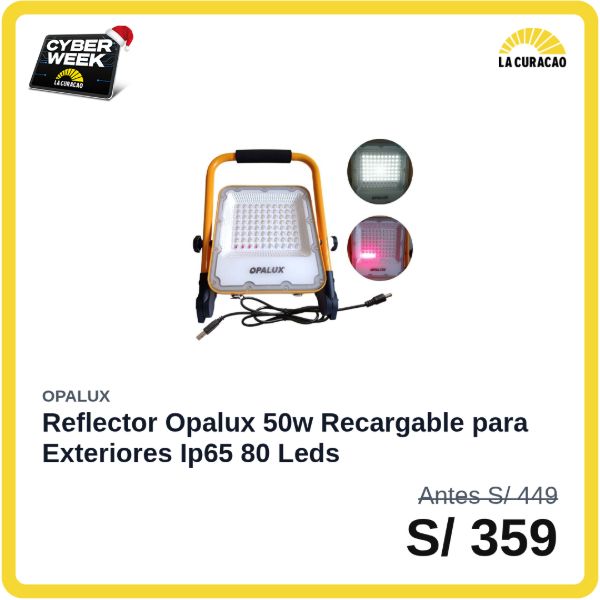 CYBER
WEEK
LA CURACAO
LA CURACAO
OPALUX
OPALUX
Reflector Opalux 50w Recargable para
Exteriores Ip65 80 Leds
Antes S/ 449
S/ 359